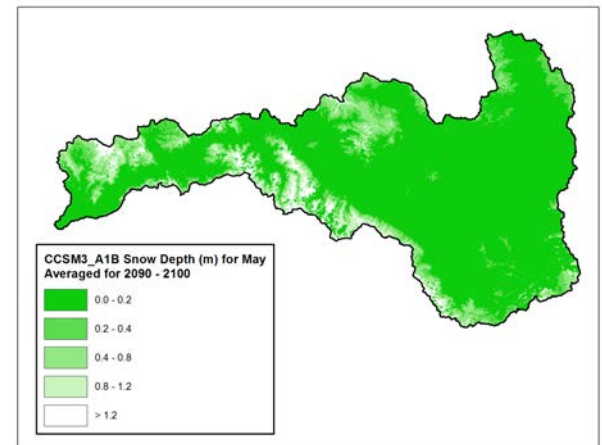 CCSM3_A1B Snow Depth (m) for May
Averaged for 2090 - 2100
0.0 - 0.2
0.2 - 0.4
0.4 - 0.8
0.8 - 1.2
> 1.2